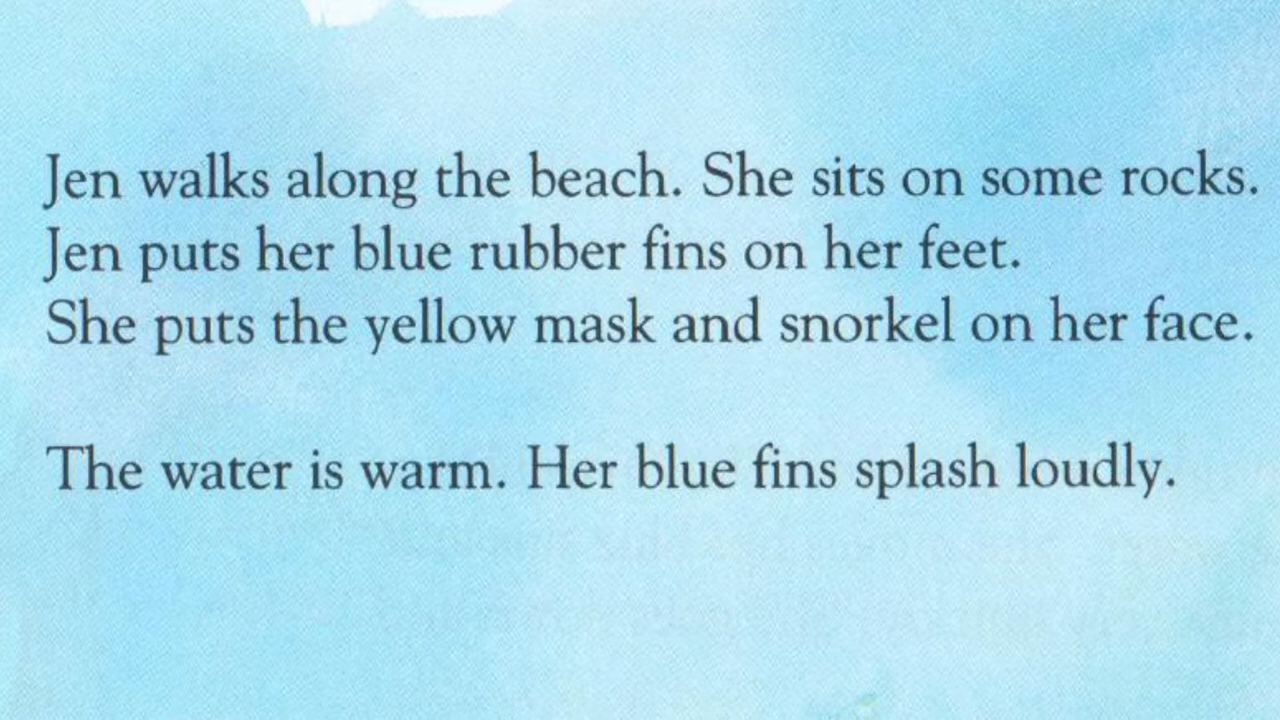 Jen walks along the beach. She sits on some rocks.
Jen puts her blue rubber fins on her feet.
She puts the yellow mask and snorkel on her face.
The water is warm. Her blue fins splash loudly.